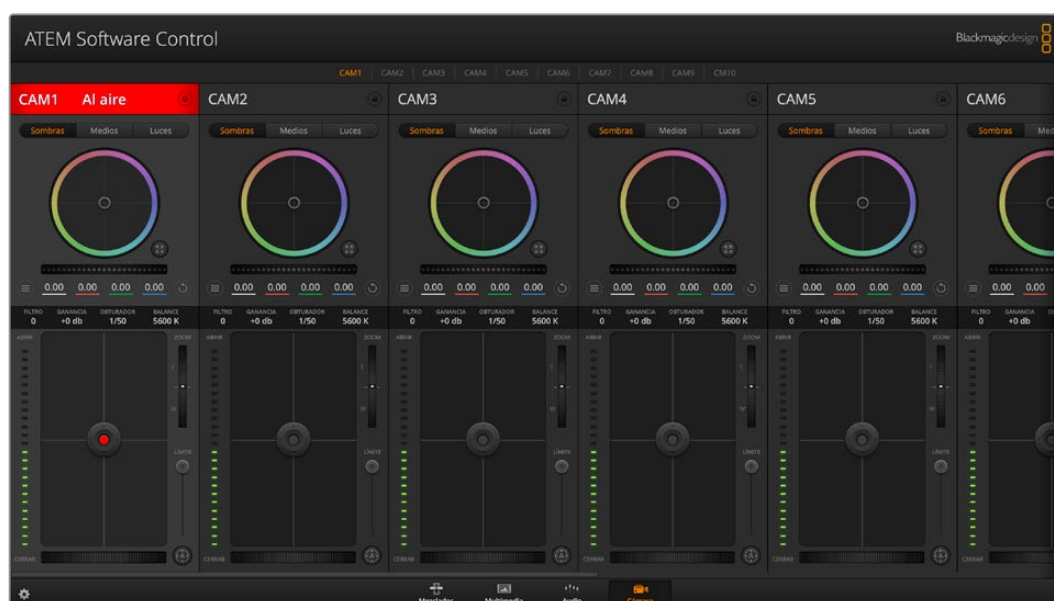 ATEM Software Control
Blackmagicdesign
CAM1 CAM2 CAM3 CAM4 CAM5 CAM6 CAM7 CAM8 CAM9 CM10
CAM1 Al aire CAM2 CAM3 CAM4 CAM5 CAM6
Sombras Medios Luces Sombras Medios Luces Sombras Medios Luces Sombras Medios Luces Sombras Medios Luces Sombras
0.00 0.00 0.00 0.00 0.00 0.00 0.00 0.00 0.00 0.00 0.00 0.00 0.00 0.00 0.00 0.00 0.00 0.00 0.00 0.00 0.00 0.00
FILTRO GANANCIA OBTURADOR BALANCE FILTRO GANANCIA OBTURADOR BALANCE FILTRO GANANCIA OBTURADOR BALANCE FILTRO GANANCIA OBTURADOR BALANCE FILTRO GANANCIA OBTURADOR BALANCE FILTRO GANANCIA
0 +0 db 1/50 5600 K 0 +0 db 1/50 5600 K 0 +0 db 1/50 5600 K 0 +0 db 1/50 5600 K 0 +0 db 1/50 5600 K 0 +0 db
ABRIR ZOOM ABRIR ZOOM ABRIR ZOOM ABRIR ZOOM ABRIR ZOOM ABRIR
T T T T T
W W W W W
LÍMITE LÍMITE LÍMITE LÍMITE LÍMITE
CERRAR CERRAR CERRAR CERRAR CERRAR CERRAR
Mezclador Multimedia Audio Cámara